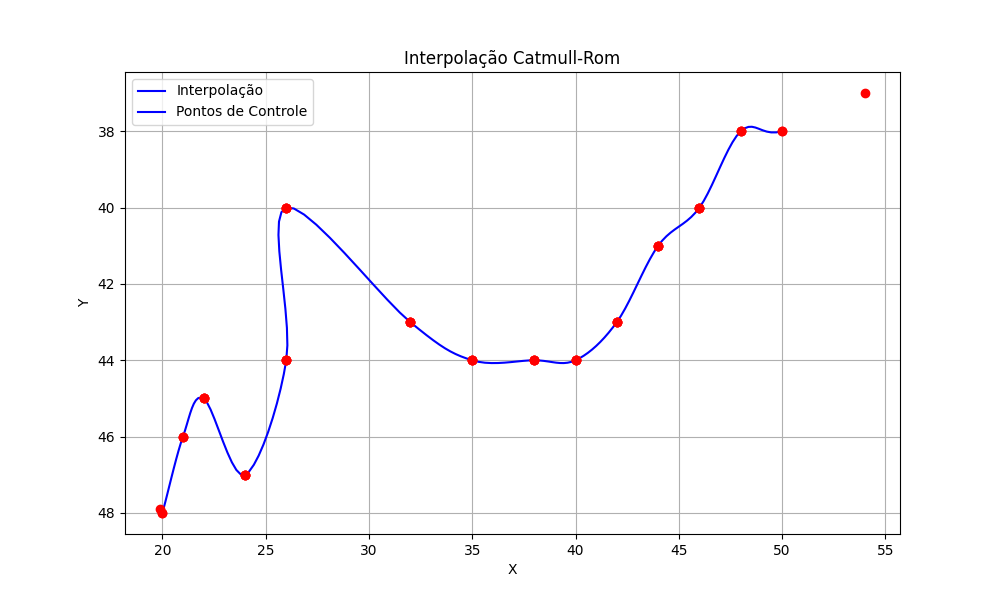 Interpolação Catmull-Rom
Interpolação
Pontos de Controle
38
40
42
44
46
48
Y
20 25 30 35 40 45 50 55
X